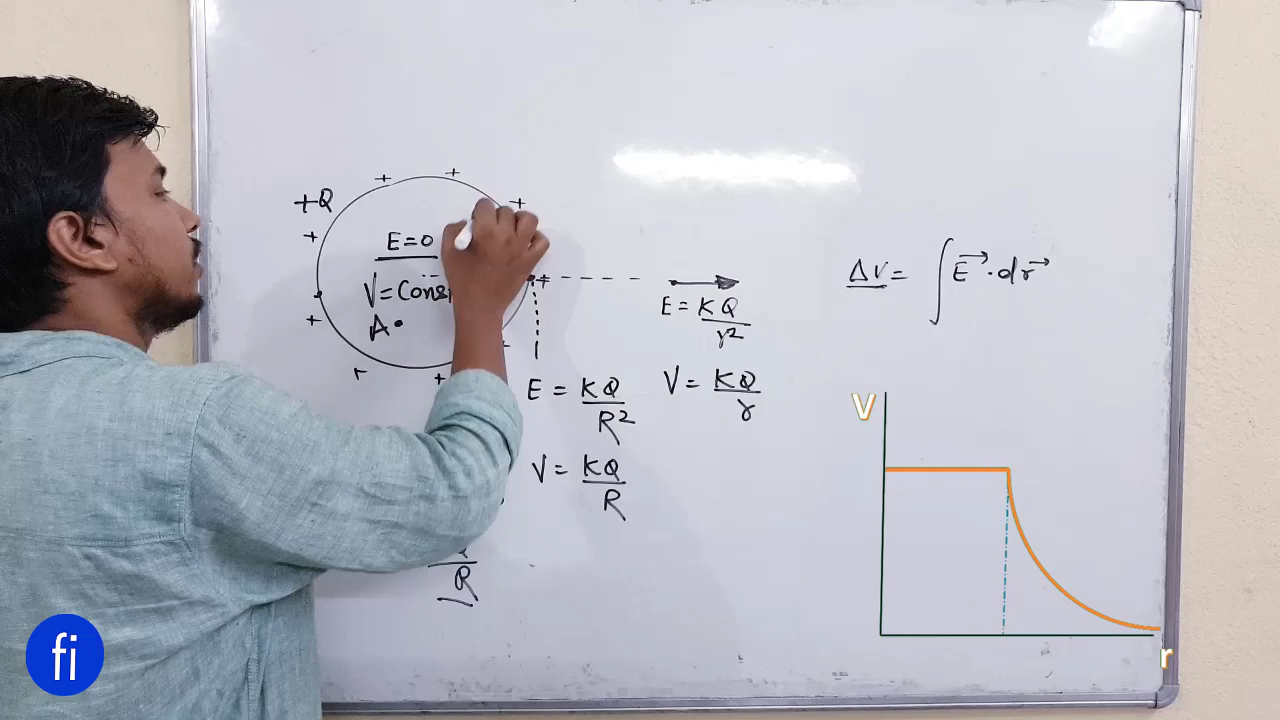 +Q
E=0
V=Cons
A
E = KQ/R²
V = KQ/R
R
E = KQ/r²
V = KQ/r
ΔV = ∫E⃗·dr⃗
V
r
fi